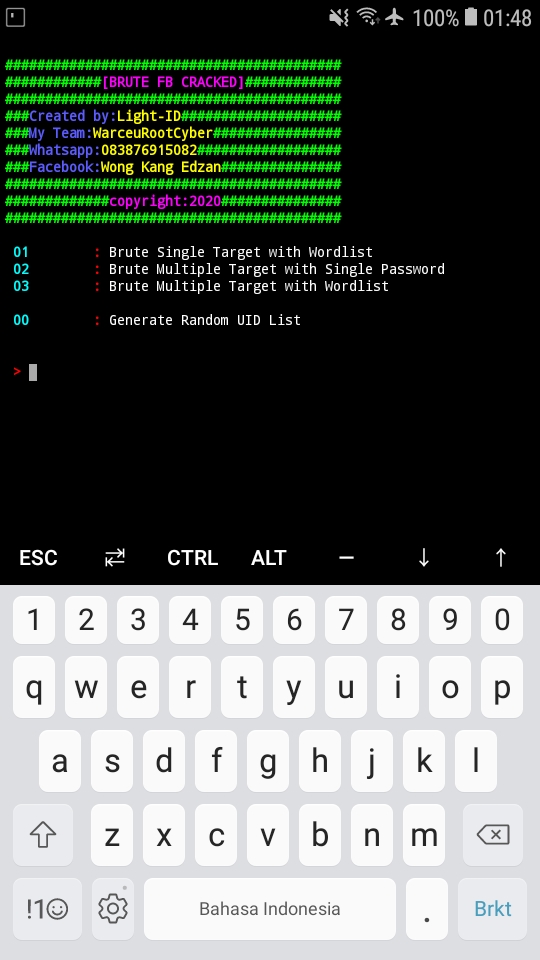 100% 01:48
##########################################
############[BRUTE FB CRACKED]############
##########################################
###Created by:Light-ID####################
###My Team:WarceuRootCyber################
###Whatsapp:083876915082##################
###Facebook:Wong Kang Edzan###############
##########################################
#############copyright:2020###############
##########################################
01 : Brute Single Target with Wordlist
02 : Brute Multiple Target with Single Password
03 : Brute Multiple Target with Wordlist
00 : Generate Random UID List
>
ESC ⇄ CTRL ALT – ↓ ↑
1 2 3 4 5 6 7 8 9 0
q w e r t y u i o p
a s d f g h j k l
z x c v b n m
!1☺ Bahasa Indonesia . Brkt